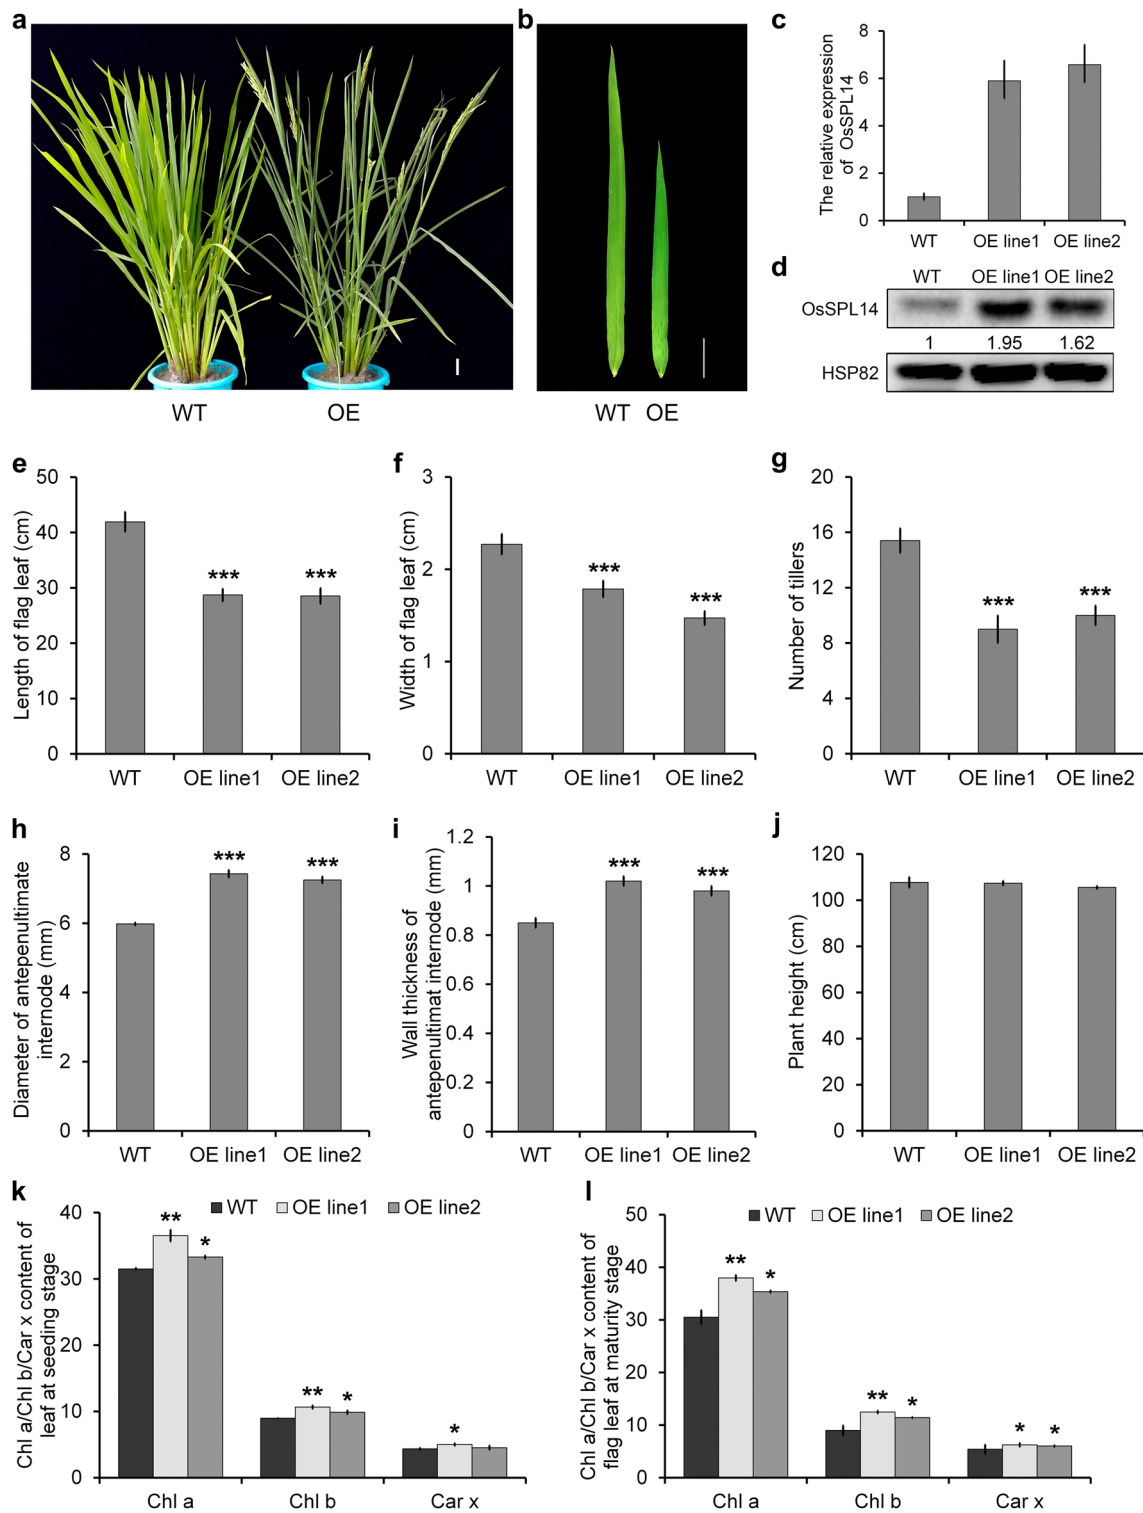 a
WT OE
b
WT OE
c
The relative expression
of OsSPL14
8
6
4
2
0
WT OE line1 OE line2
d
WT OE line1 OE line2
OsSPL14
1 1.95 1.62
HSP82
e
Length of flag leaf (cm)
50
40
30
20
10
0
*** ***
WT OE line1 OE line2
f
Width of flag leaf (cm)
3
2
1
0
*** ***
WT OE line1 OE line2
g
Number of tillers
20
16
12
8
4
0
*** ***
WT OE line1 OE line2
h
Diameter of antepenultimate
internode (mm)
8
6
4
2
0
*** ***
WT OE line1 OE line2
i
Wall thickness of
antepenultimat internode (mm)
1.2
1
0.8
0.6
0.4
0.2
0
*** ***
WT OE line1 OE line2
j
Plant height (cm)
120
100
80
60
40
20
0
WT OE line1 OE line2
k
Chl a/Chl b/Car x content of
leaf at seeding stage
WT OE line1 OE line2
40
30
20
10
0
** *
** *
*
Chl a Chl b Car x
l
Chl a/Chl b/Car x content of
flag leaf at maturity stage
WT OE line1 OE line2
50
40
30
20
10
0
** *
** *
* *
Chl a Chl b Car x